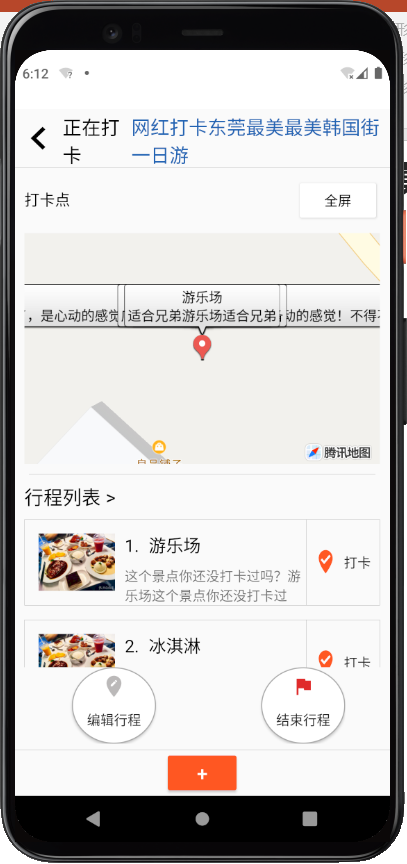 6:12
正在打卡
网红打卡东莞最美最美韩国街一日游
打卡点
全屏
游乐场
，是心动的感觉
适合兄弟游乐场适合兄弟
动的感觉！不得
腾讯地图
行程列表 >
1. 游乐场
这个景点你还没打卡过吗？游
乐场这个景点你还没打卡过
打卡
2. 冰淇淋
打卡
编辑行程
结束行程
+